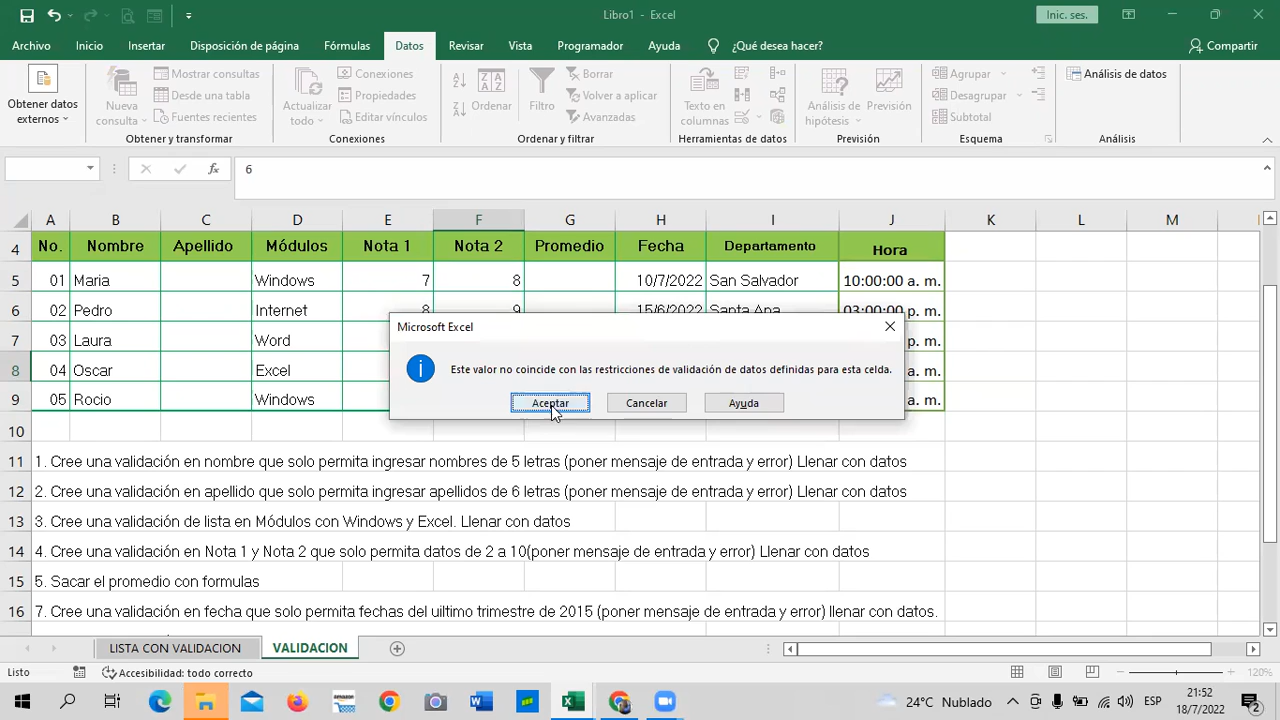 Libro1 - Excel
Inic. ses.
Archivo Inicio Insertar Disposición de página Fórmulas Datos Revisar Vista Programador Ayuda ¿Qué desea hacer? Compartir
Obtener datos externos
Nueva consulta
Mostrar consultas
Desde una tabla
Fuentes recientes
Obtener y transformar
Actualizar todo
Conexiones
Propiedades
Editar vínculos
Conexiones
Ordenar
Filtro
Borrar
Volver a aplicar
Avanzadas
Ordenar y filtrar
Texto en columnas
Herramientas de datos
Análisis de hipótesis
Previsión
Previsión
Agrupar
Desagrupar
Subtotal
Esquema
Análisis de datos
Análisis
fx 6
A B C D E F G H I J K L M
4 No. Nombre Apellido Módulos Nota 1 Nota 2 Promedio Fecha Departamento Hora
5 01 Maria Windows 7 8 10/7/2022 San Salvador 10:00:00 a. m.
6 02 Pedro Internet 8 9 15/6/2022 Santa Ana 03:00:00 p. m.
7 03 Laura Word p. m.
8 04 Oscar Excel a. m.
9 05 Rocio Windows a. m.
Microsoft Excel
Este valor no coincide con las restricciones de validación de datos definidas para esta celda.
Aceptar Cancelar Ayuda
10
11 1. Cree una validación en nombre que solo permita ingresar nombres de 5 letras (poner mensaje de entrada y error) Llenar con datos
12 2. Cree una validación en apellido que solo permita ingresar apellidos de 6 letras (poner mensaje de entrada y error) Llenar con datos
13 3. Cree una validación de lista en Módulos con Windows y Excel. Llenar con datos
14 4. Cree una validación en Nota 1 y Nota 2 que solo permita datos de 2 a 10(poner mensaje de entrada y error) Llenar con datos
15 5. Sacar el promedio con formulas
16 7. Cree una validación en fecha que solo permita fechas del uiltimo trimestre de 2015 (poner mensaje de entrada y error) llenar con datos.
LISTA CON VALIDACION VALIDACION
Listo Accesibilidad: todo correcto 120%
24°C Nublado ESP 21:52
18/7/2022 2